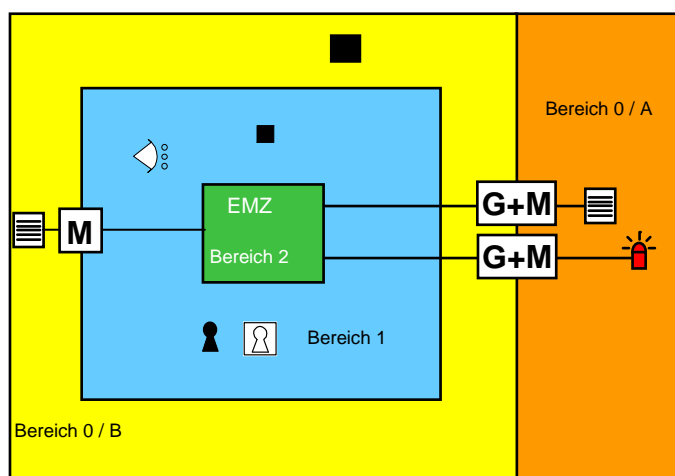 Bereich 0 / A
EMZ
G+M
M
Bereich 2
G+M
Bereich 1
Bereich 0 / B